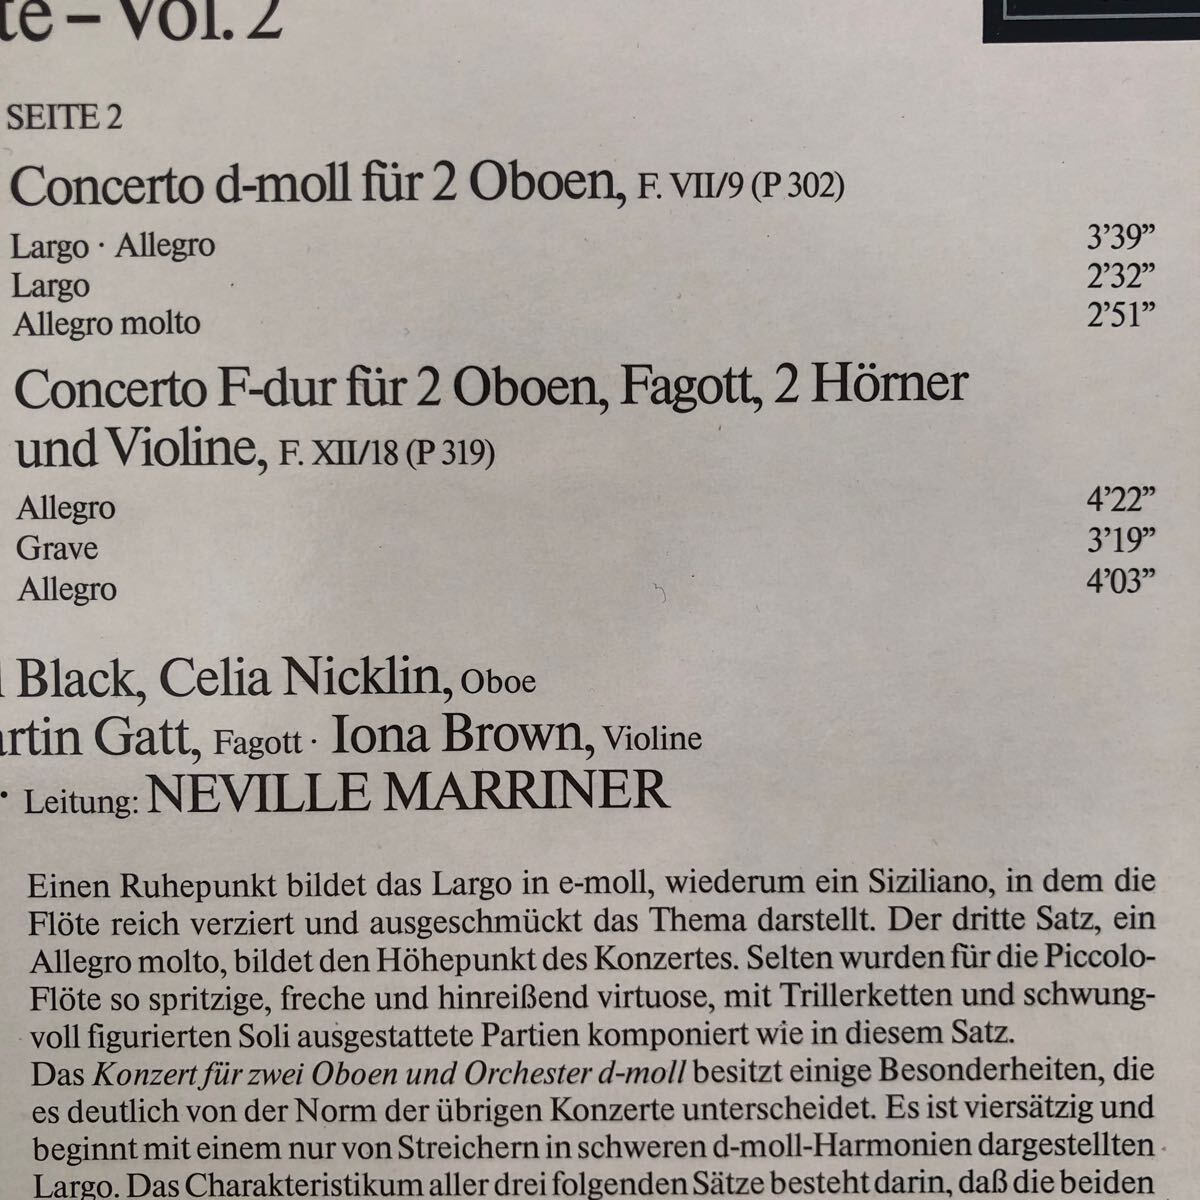 te – Vol. 2
SEITE 2
Concerto d-moll für 2 Oboen, F. VII/9 (P 302)
Largo · Allegro 3’39”
Largo 2’32”
Allegro molto 2’51”
Concerto F-dur für 2 Oboen, Fagott, 2 Hörner
und Violine, F. XII/18 (P 319)
Allegro 4’22”
Grave 3’19”
Allegro 4’03”
Black, Celia Nicklin, Oboe
artin Gatt, Fagott · Iona Brown, Violine
· Leitung: NEVILLE MARRINER
Einen Ruhepunkt bildet das Largo in e-moll, wiederum ein Siziliano, in dem die
Flöte reich verziert und ausgeschmückt das Thema darstellt. Der dritte Satz, ein
Allegro molto, bildet den Höhepunkt des Konzertes. Selten wurden für die Piccolo-
Flöte so spritzige, freche und hinreißend virtuose, mit Trillerketten und schwung-
voll figurierten Soli ausgestattete Partien komponiert wie in diesem Satz.
Das Konzert für zwei Oboen und Orchester d-moll besitzt einige Besonderheiten, die
es deutlich von der Norm der übrigen Konzerte unterscheidet. Es ist viersätzig und
beginnt mit einem nur von Streichern in schweren d-moll-Harmonien dargestellten
Largo. Das Charakteristikum aller drei folgenden Sätze besteht darin, daß die beiden